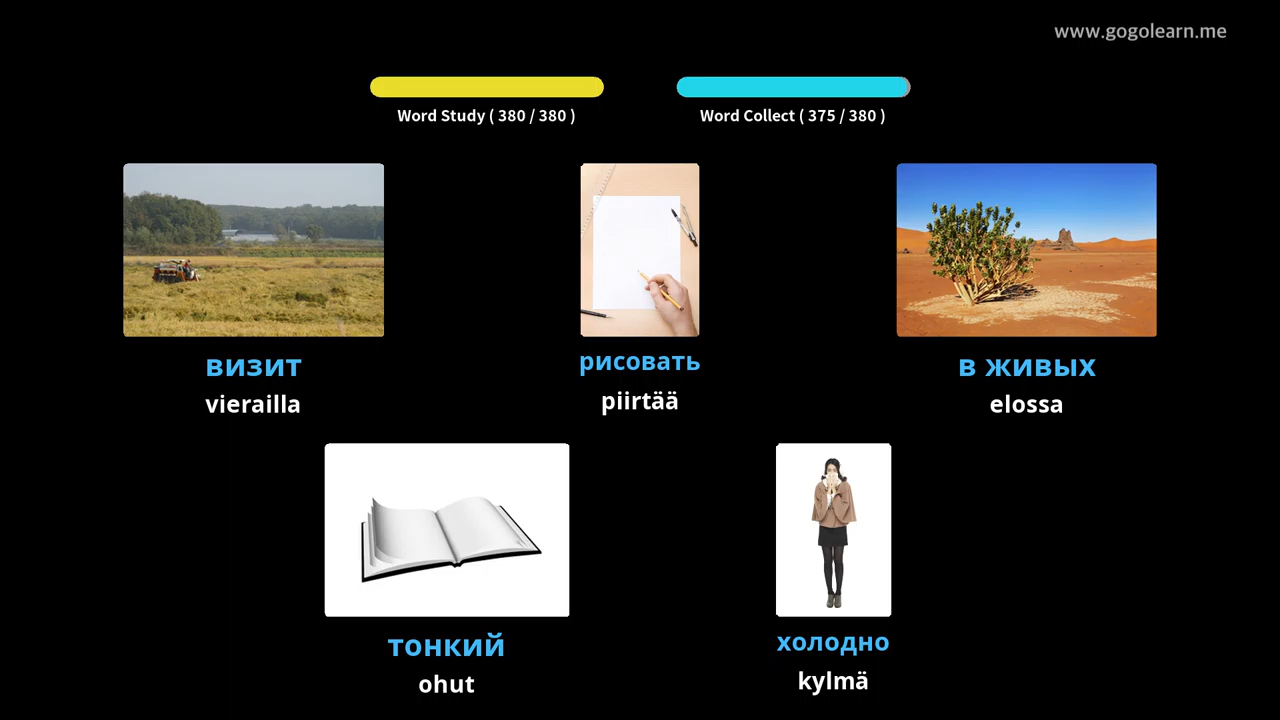 www.gogolearn.me
Word Study ( 380 / 380 )
Word Collect ( 375 / 380 )
визит
vierailla
рисовать
piirtää
в живых
elossa
тонкий
ohut
холодно
kylmä